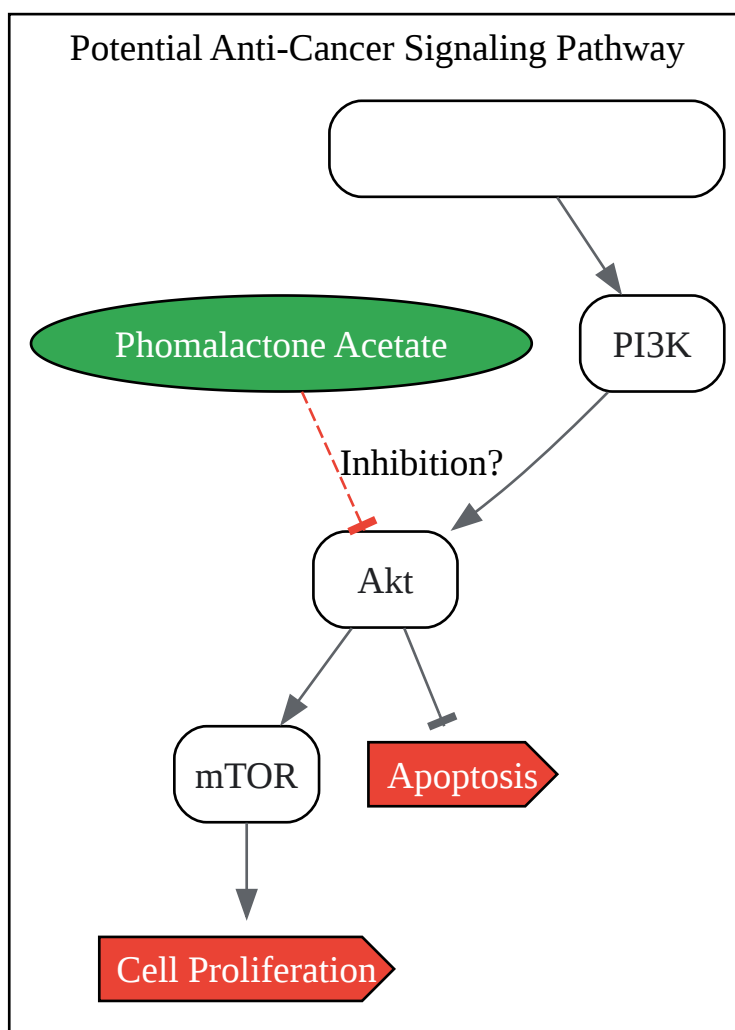 Potential Anti-Cancer Signaling Pathway
Phomalactone Acetate
PI3K
Inhibition?
Akt
mTOR
Apoptosis
Cell Proliferation